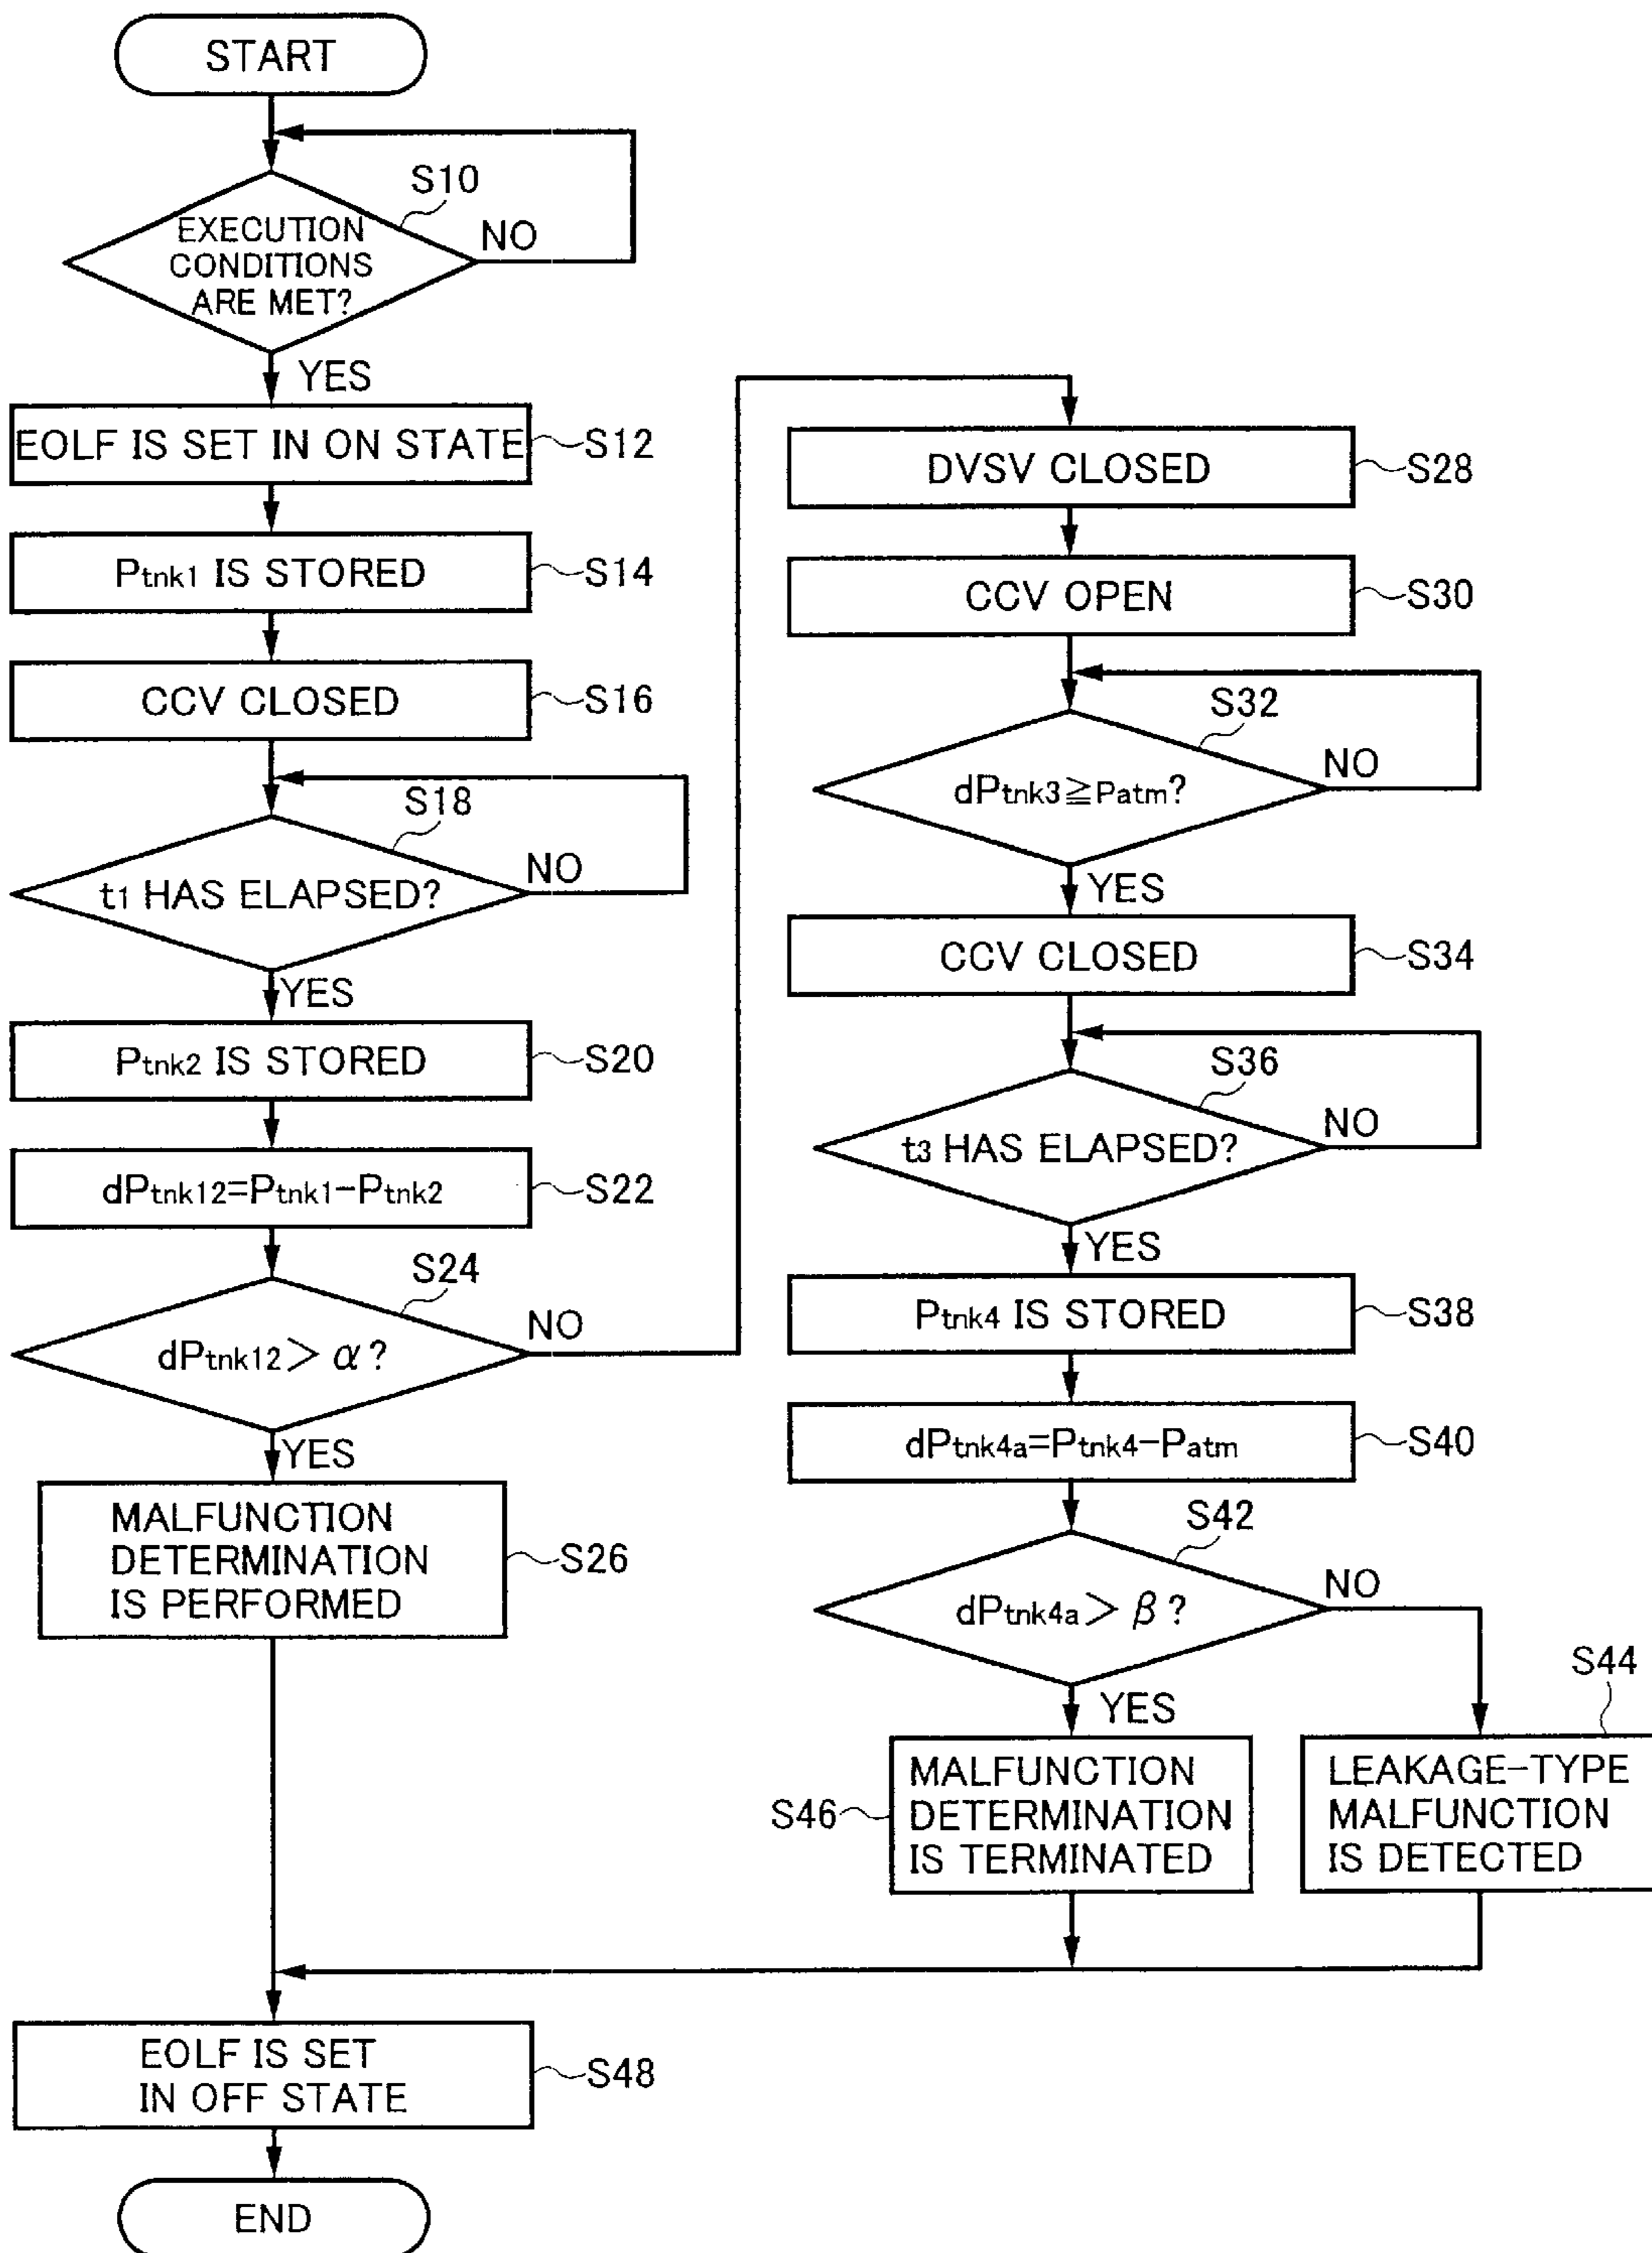 START
S10
EXECUTION
CONDITIONS
ARE MET?
NO
YES
EOLF IS SET IN ON STATE
S12
Ptnk1 IS STORED
S14
CCV CLOSED
S16
S18
t1 HAS ELAPSED?
NO
YES
Ptnk2 IS STORED
S20
dPtnk12=Ptnk1-Ptnk2
S22
S24
dPtnk12> α?
NO
YES
MALFUNCTION
DETERMINATION
IS PERFORMED
S26
DVSV CLOSED
S28
CCV OPEN
S30
S32
dPtnk3≧Patm?
NO
YES
CCV CLOSED
S34
S36
t3 HAS ELAPSED?
NO
YES
Ptnk4 IS STORED
S38
dPtnk4a=Ptnk4-Patm
S40
S42
dPtnk4a> β?
NO
YES
S44
LEAKAGE-TYPE
MALFUNCTION
IS DETECTED
S46
MALFUNCTION
DETERMINATION
IS TERMINATED
EOLF IS SET
IN OFF STATE
S48
END